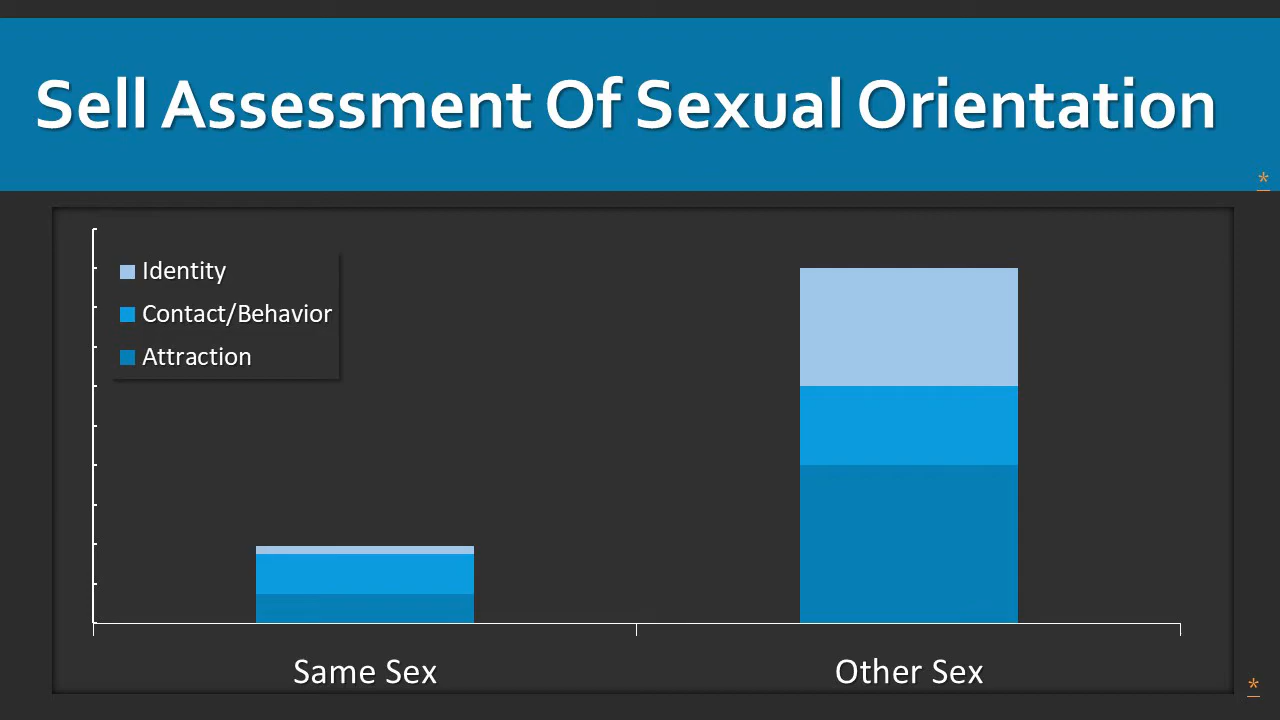 Sell Assessment Of Sexual Orientation
*
Identity
Contact/Behavior
Attraction
Same Sex
Other Sex
*